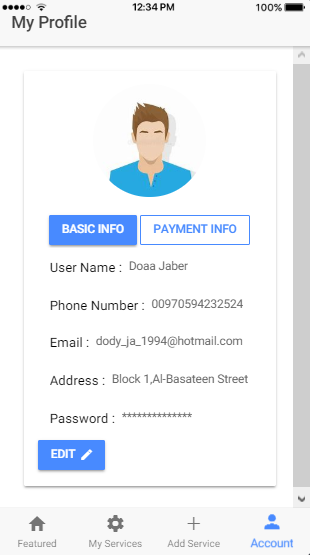 12:34 PM 100%
My Profile
BASIC INFO PAYMENT INFO
User Name : Doaa Jaber
Phone Number : 00970594232524
Email : dody_ja_1994@hotmail.com
Address : Block 1,Al-Basateen Street
Password : **************
EDIT
Featured My Services Add Service Account